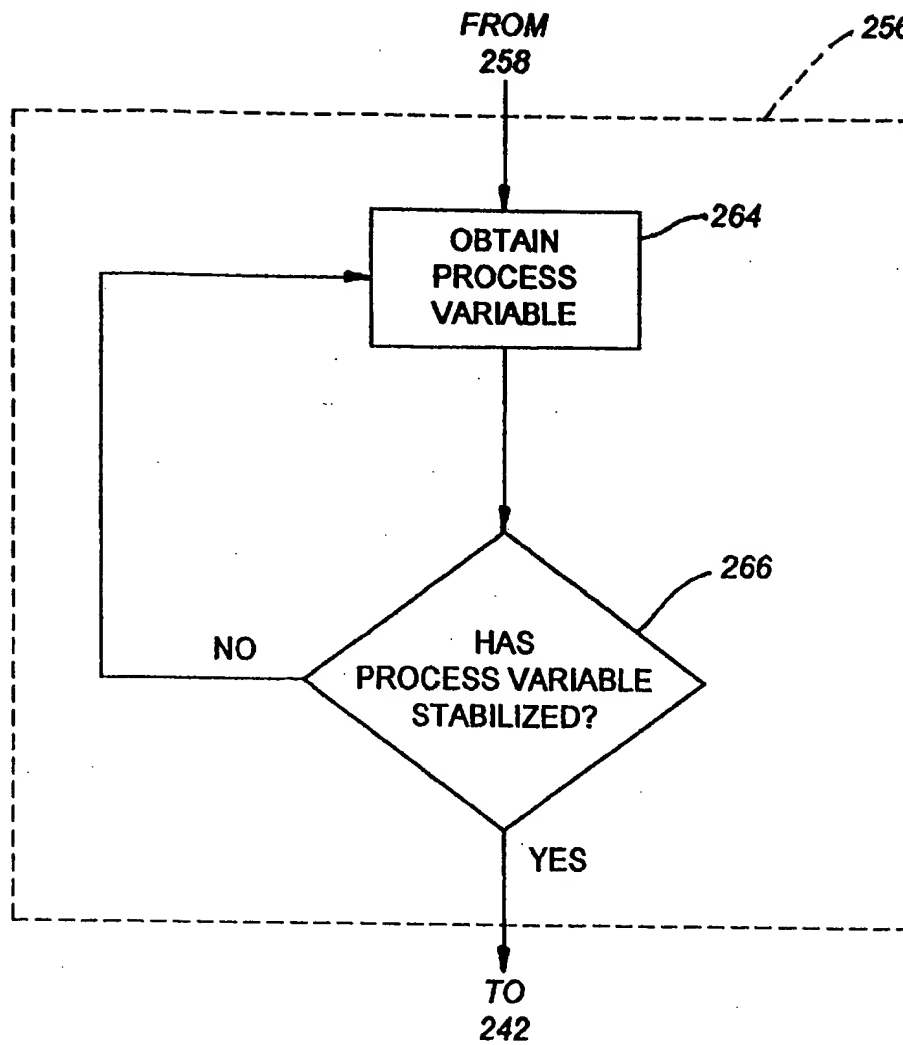 FROM
258
256
264
OBTAIN
PROCESS
VARIABLE
266
NO
HAS
PROCESS VARIABLE
STABILIZED?
YES
TO
242